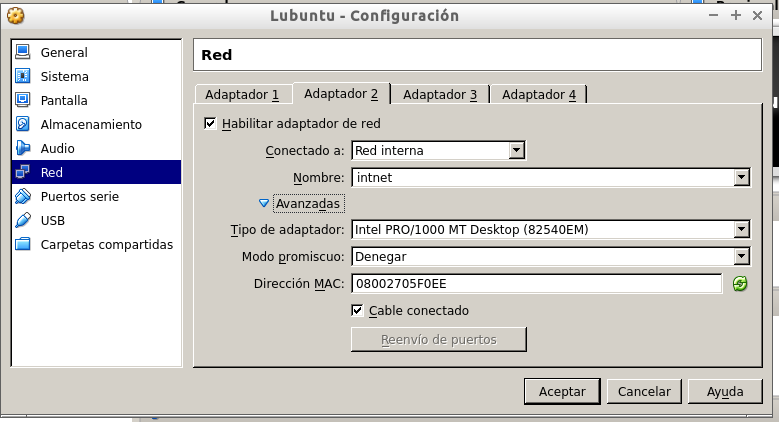 Lubuntu - Configuración
General
Sistema
Pantalla
Almacenamiento
Audio
Red
Puertos serie
USB
Carpetas compartidas
Red
Adaptador 1 Adaptador 2 Adaptador 3 Adaptador 4
Habilitar adaptador de red
Conectado a: Red interna
Nombre: intnet
Avanzadas
Tipo de adaptador: Intel PRO/1000 MT Desktop (82540EM)
Modo promiscuo: Denegar
Dirección MAC: 08002705F0EE
Cable conectado
Reenvío de puertos
Aceptar Cancelar Ayuda